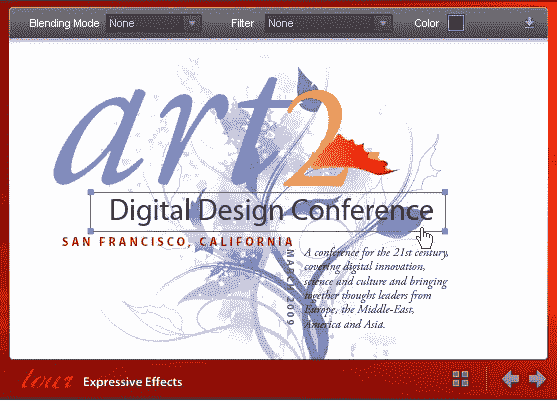 Blending Mode None Filter None Color
art2
Digital Design Conference
SAN FRANCISCO, CALIFORNIA
MARCH 2009
A conference for the 21st century,
covering digital innovation,
science and culture and bringing
together thought leaders from
Europe, the Middle-East,
America and Asia.
tour Expressive Effects